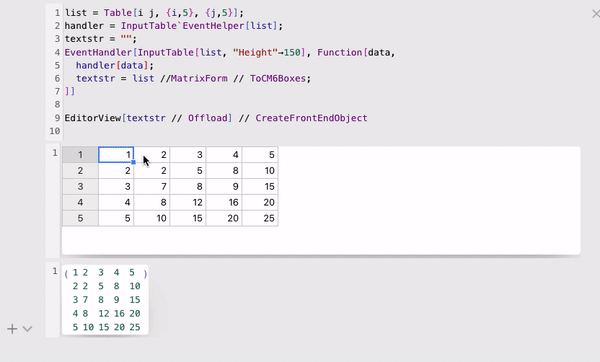 1 list = Table[i j, {i,5}, {j,5}];
2 handler = InputTable`EventHelper[list];
3 textstr = "";
4 EventHandler[InputTable[list, "Height"→150], Function[data,
5 handler[data];
6 textstr = list //MatrixForm // ToCM6Boxes;
7 ]]
8
9 EditorView[textstr // Offload] // CreateFrontEndObject
10
1
1 1 2 3 4 5
2 2 2 5 8 10
3 3 7 8 9 15
4 4 8 12 16 20
5 5 10 15 20 25
1 ( 1 2 3 4 5 )
2 2 5 8 10
3 7 8 9 15
4 8 12 16 20
5 10 15 20 25